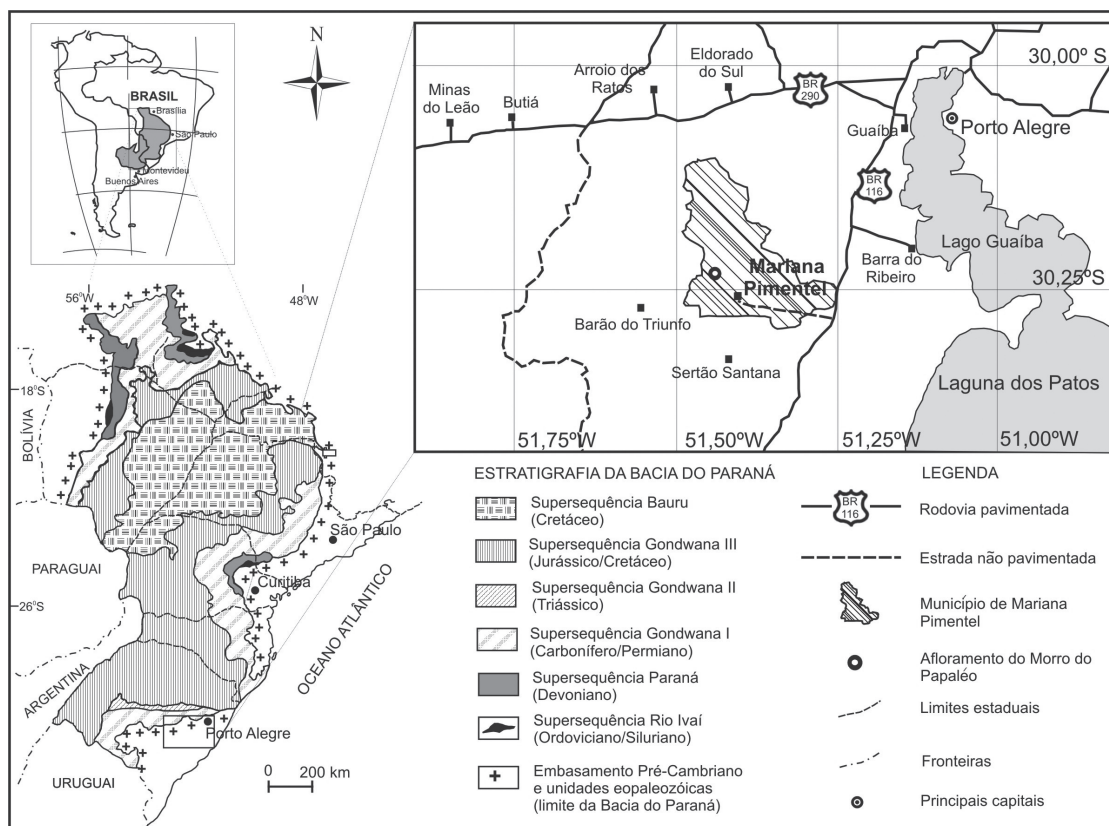 BRASIL
Brasília
São Paulo
Montevideu
Buenos Aires
N
56°W
48°W
18°S
26°S
BOLÍVIA
PARAGUAI
ARGENTINA
URUGUAI
São Paulo
Curitiba
Porto Alegre
OCEANO ATLÂNTICO
0 200 km
30,00º S
30,25º S
51,75ºW
51,50ºW
51,25ºW
51,00ºW
Minas
do Leão
Butiá
Arroio dos
Ratos
Eldorado
do Sul
BR
290
Guaíba
Porto Alegre
BR
116
Lago Guaíba
Barra do
Ribeiro
Mariana
Pimentel
Barão do Triunfo
Sertão Santana
Laguna dos Patos
ESTRATIGRAFIA DA BACIA DO PARANÁ
Supersequência Bauru
(Cretáceo)
Supersequência Gondwana III
(Jurássico/Cretáceo)
Supersequência Gondwana II
(Triássico)
Supersequência Gondwana I
(Carbonífero/Permiano)
Supersequência Paraná
(Devoniano)
Supersequência Rio Ivaí
(Ordoviciano/Siluriano)
Embasamento Pré-Cambriano
e unidades eopaleozóicas
(limite da Bacia do Paraná)
LEGENDA
BR
116
Rodovia pavimentada
Estrada não pavimentada
Município de Mariana
Pimentel
Afloramento do Morro do
Papaléo
Limites estaduais
Fronteiras
Principais capitais